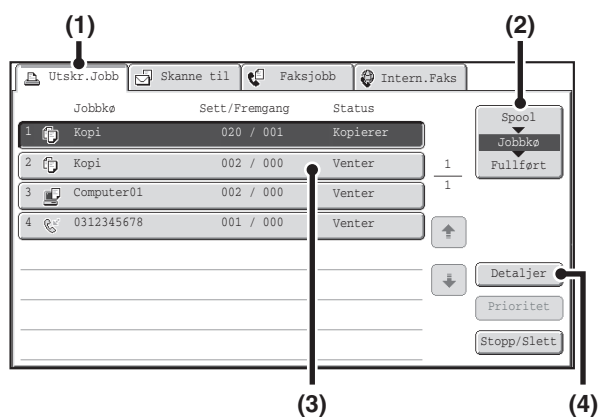 (1) (2)
Utskr.Jobb Skanne til Faksjobb Intern.Faks
Jobbkø Sett/Fremgang Status
1 Kopi 020 / 001 Kopierer
2 Kopi 002 / 000 Venter
3 Computer01 002 / 000 Venter
4 0312345678 001 / 000 Venter
1
1
Spool
Jobbkø
Fullført
Detaljer
Prioritet
Stopp/Slett
(3) (4)